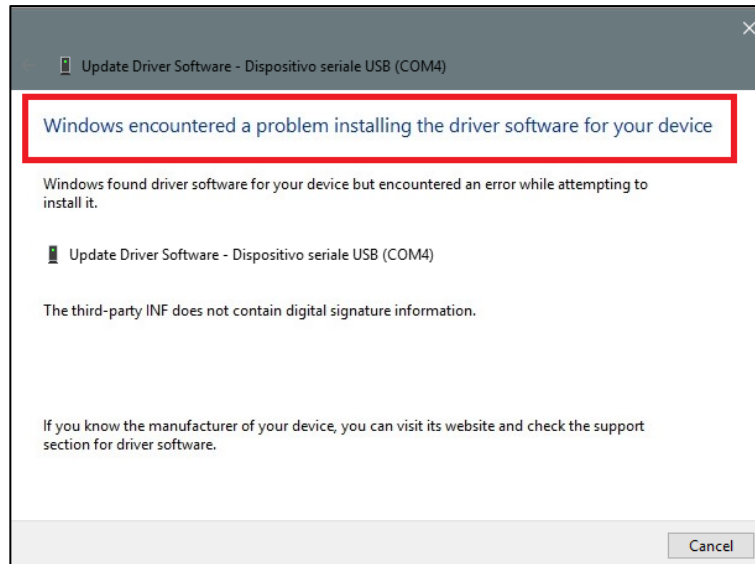 Update Driver Software - Dispositivo seriale USB (COM4)
Windows encountered a problem installing the driver software for your device
Windows found driver software for your device but encountered an error while attempting to
install it.
Update Driver Software - Dispositivo seriale USB (COM4)
The third-party INF does not contain digital signature information.
If you know the manufacturer of your device, you can visit its website and check the support
section for driver software.
Cancel